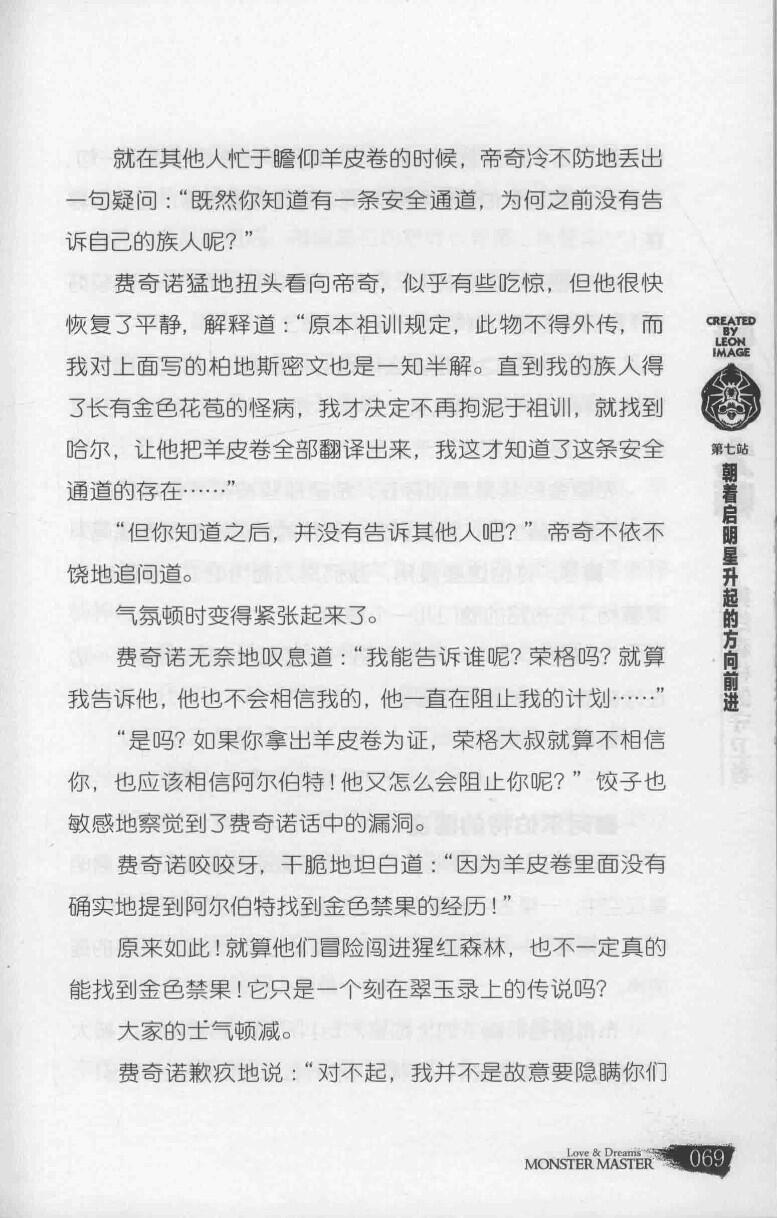 就在其他人忙于瞻仰羊皮卷的时候，帝奇冷不防地丢出
一句疑问：“既然你知道有一条安全通道，为何之前没有告
诉自己的族人呢？”
费奇诺猛地扭头看向帝奇，似乎有些吃惊，但他很快
恢复了平静，解释道：“原本祖训规定，此物不得外传，而
我对上面写的柏地斯密文也是一知半解。直到我的族人得
了长有金色花苞的怪病，我才决定不再拘泥于祖训，就找到
哈尔，让他把羊皮卷全部翻译出来，我这才知道了这条安全
通道的存在……”
“但你知道之后，并没有告诉其他人吧？”帝奇不依不
饶地追问道。
气氛顿时变得紧张起来了。
费奇诺无奈地叹息道：“我能告诉谁呢？荣格吗？就算
我告诉他，他也不会相信我的，他一直在阻止我的计划……”
“是吗？如果你拿出羊皮卷为证，荣格大叔就算不相信
你，也应该相信阿尔伯特！他又怎么会阻止你呢？”饺子也
敏感地察觉到了费奇诺话中的漏洞。
费奇诺咬咬牙，干脆地坦白道：“因为羊皮卷里面没有
确实地提到阿尔伯特找到金色禁果的经历！”
原来如此！就算他们冒险闯进猩红森林，也不一定真的
能找到金色禁果！它只是一个刻在翠玉录上的传说吗？
大家的士气顿减。
费奇诺歉疚地说：“对不起，我并不是故意要隐瞒你们
CREATED
BY
LEON
IMAGE
第七站
朝着启明星升起的方向前进
Love & Dreams
MONSTER MASTER
069